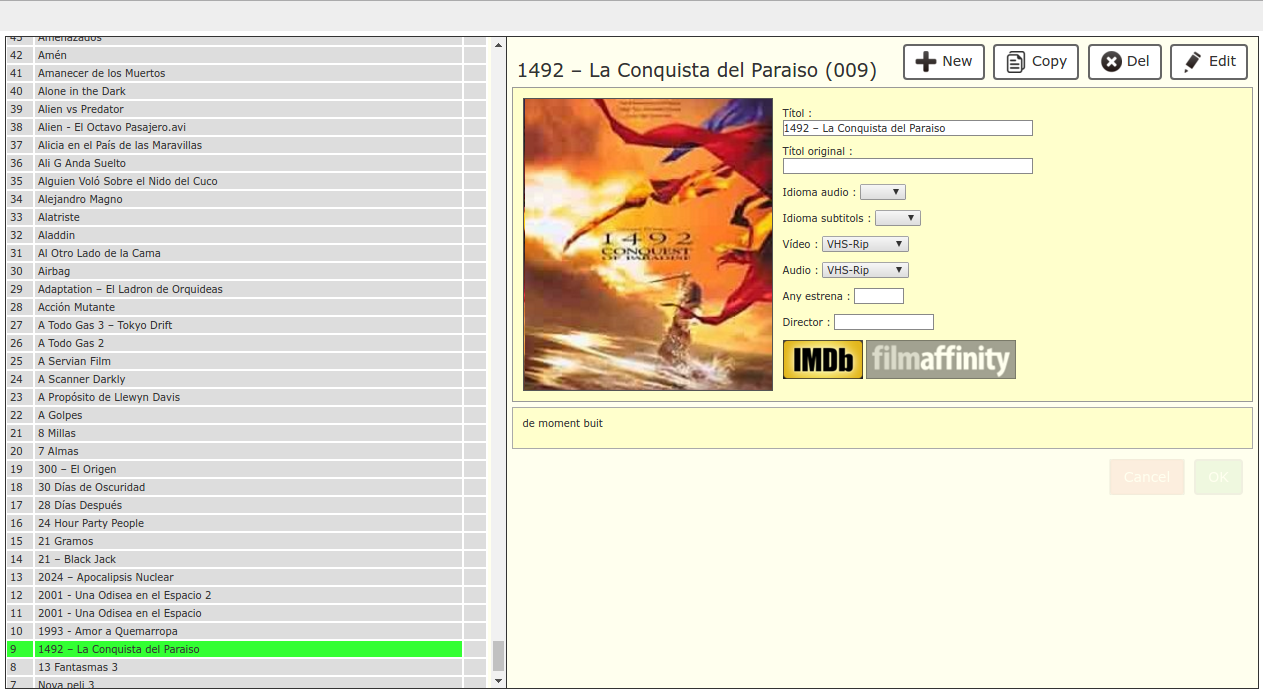 43 Amenazados
42 Amén
41 Amanecer de los Muertos
40 Alone in the Dark
39 Alien vs Predator
38 Alien - El Octavo Pasajero.avi
37 Alicia en el País de las Maravillas
36 Ali G Anda Suelto
35 Alguien Voló Sobre el Nido del Cuco
34 Alejandro Magno
33 Alatriste
32 Aladdin
31 Al Otro Lado de la Cama
30 Airbag
29 Adaptation – El Ladron de Orquideas
28 Acción Mutante
27 A Todo Gas 3 – Tokyo Drift
26 A Todo Gas 2
25 A Servian Film
24 A Scanner Darkly
23 A Propósito de Llewyn Davis
22 A Golpes
21 8 Millas
20 7 Almas
19 300 – El Origen
18 30 Días de Oscuridad
17 28 Días Después
16 24 Hour Party People
15 21 Gramos
14 21 – Black Jack
13 2024 – Apocalipsis Nuclear
12 2001 - Una Odisea en el Espacio 2
11 2001 - Una Odisea en el Espacio
10 1993 - Amor a Quemarropa
9 1492 – La Conquista del Paraiso
8 13 Fantasmas 3
7 Nova peli 3
1492 – La Conquista del Paraiso (009)
New Copy Del Edit
1492
CONQUEST
OF PARADISE
Títol :
1492 – La Conquista del Paraiso
Títol original :
Idioma audio :
Idioma subtitols :
Vídeo : VHS-Rip
Audio : VHS-Rip
Any estrena :
Director :
IMDb filmaffinity
de moment buit
Cancel OK